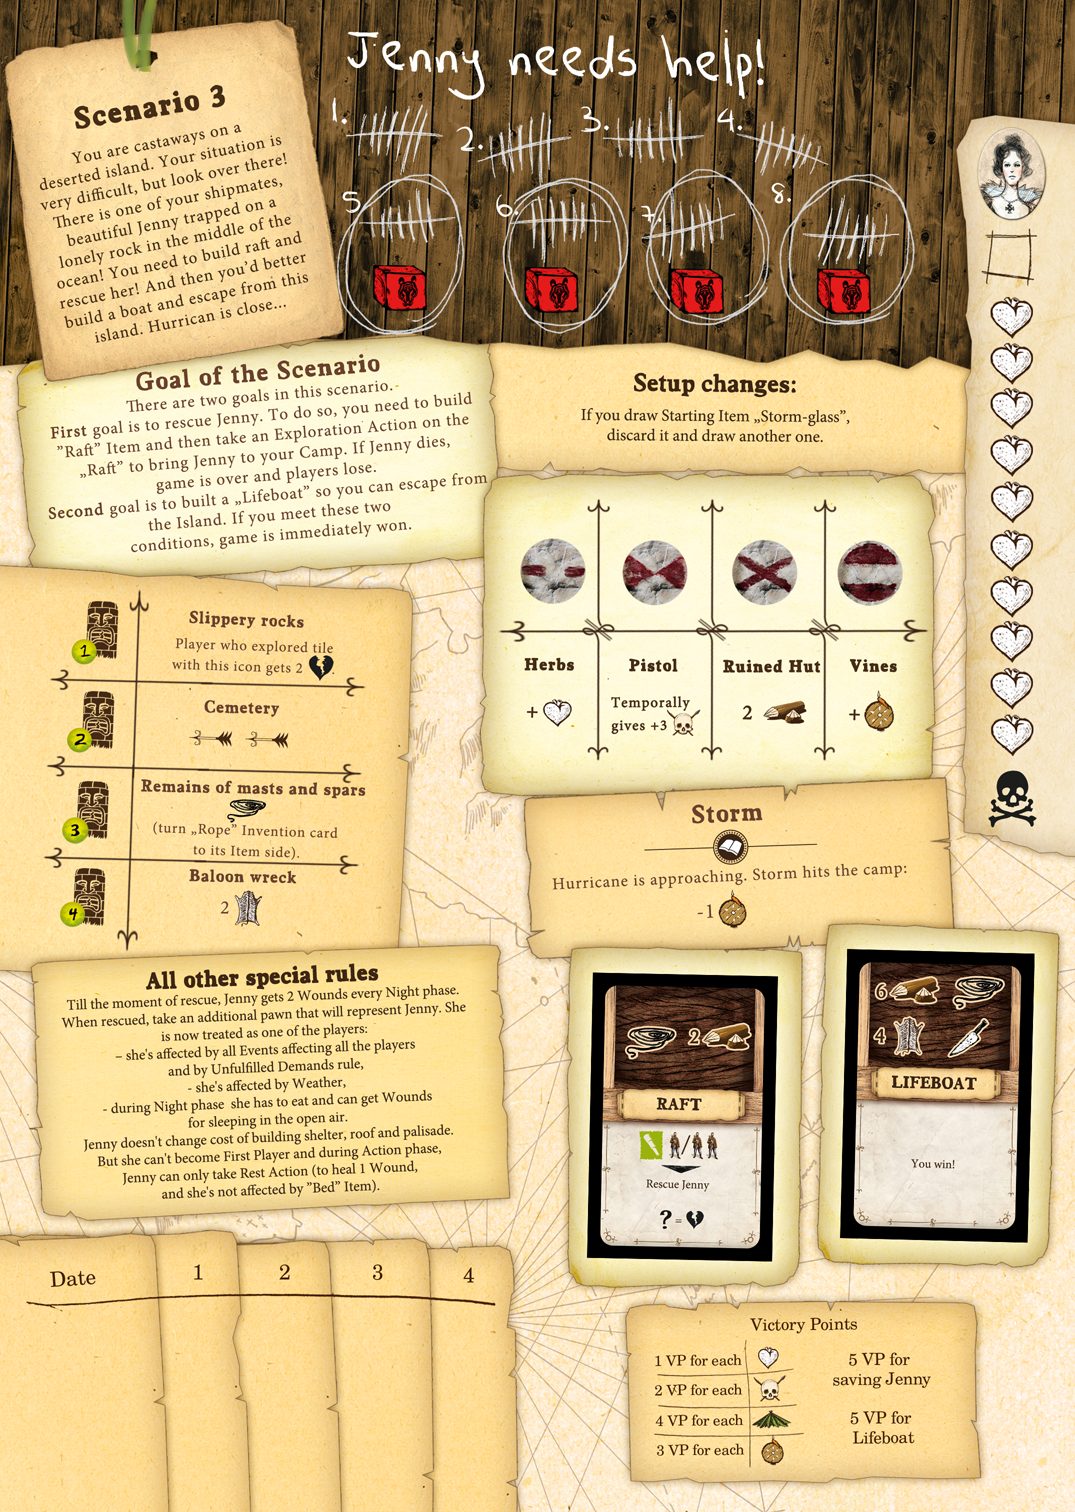 Jenny needs help!
1.
2.
3.
4.
5.
6.
7.
8.
Scenario 3
You are castaways on a
deserted island. Your situation is
very difficult, but look over there!
There is one of your shipmates,
beautiful Jenny trapped on a
lonely rock in the middle of the
ocean! You need to build raft and
rescue her! And then you'd better
build a boat and escape from this
island. Hurrican is close...
Goal of the Scenario
There are two goals in this scenario.
First goal is to rescue Jenny. To do so, you need to build
”Raft” Item and then take an Exploration Action on the
„Raft” to bring Jenny to your Camp. If Jenny dies,
game is over and players lose.
Second goal is to built a „Lifeboat” so you can escape from
the Island. If you meet these two
conditions, game is immediately won.
Setup changes:
If you draw Starting Item „Storm-glass”,
discard it and draw another one.
Herbs
+
Pistol
Temporally
gives +3
Ruined Hut
2
Vines
+
1
Slippery rocks
Player who explored tile
with this icon gets 2
2
Cemetery
3
Remains of masts and spars
(turn „Rope” Invention card
to its Item side).
4
Baloon wreck
2
Storm
Hurricane is approaching. Storm hits the camp:
-1
All other special rules
Till the moment of rescue, Jenny gets 2 Wounds every Night phase.
When rescued, take an additional pawn that will represent Jenny. She
is now treated as one of the players:
– she's affected by all Events affecting all the players
and by Unfulfilled Demands rule,
- she's affected by Weather,
- during Night phase she has to eat and can get Wounds
for sleeping in the open air.
Jenny doesn't change cost of building shelter, roof and palisade.
But she can't become First Player and during Action phase,
Jenny can only take Rest Action (to heal 1 Wound,
and she's not affected by ”Bed” Item).
2
RAFT
/
Rescue Jenny
? =
6
4
LIFEBOAT
You win!
Date
1
2
3
4
Victory Points
1 VP for each
2 VP for each
4 VP for each
3 VP for each
5 VP for
saving Jenny
5 VP for
Lifeboat